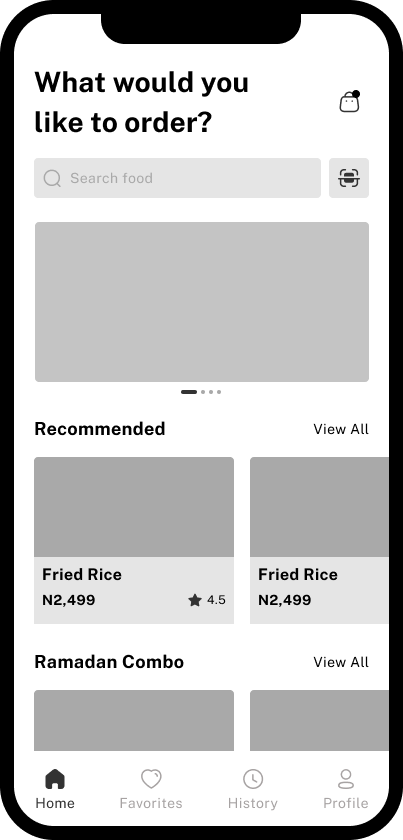 What would you
like to order?
Search food
Recommended
View All
Fried Rice
Fried Rice
N2,499
4.5
N2,499
Ramadan Combo
View All
Home
Favorites
History
Profile